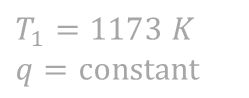 T₁ = 1173 K
q = constant